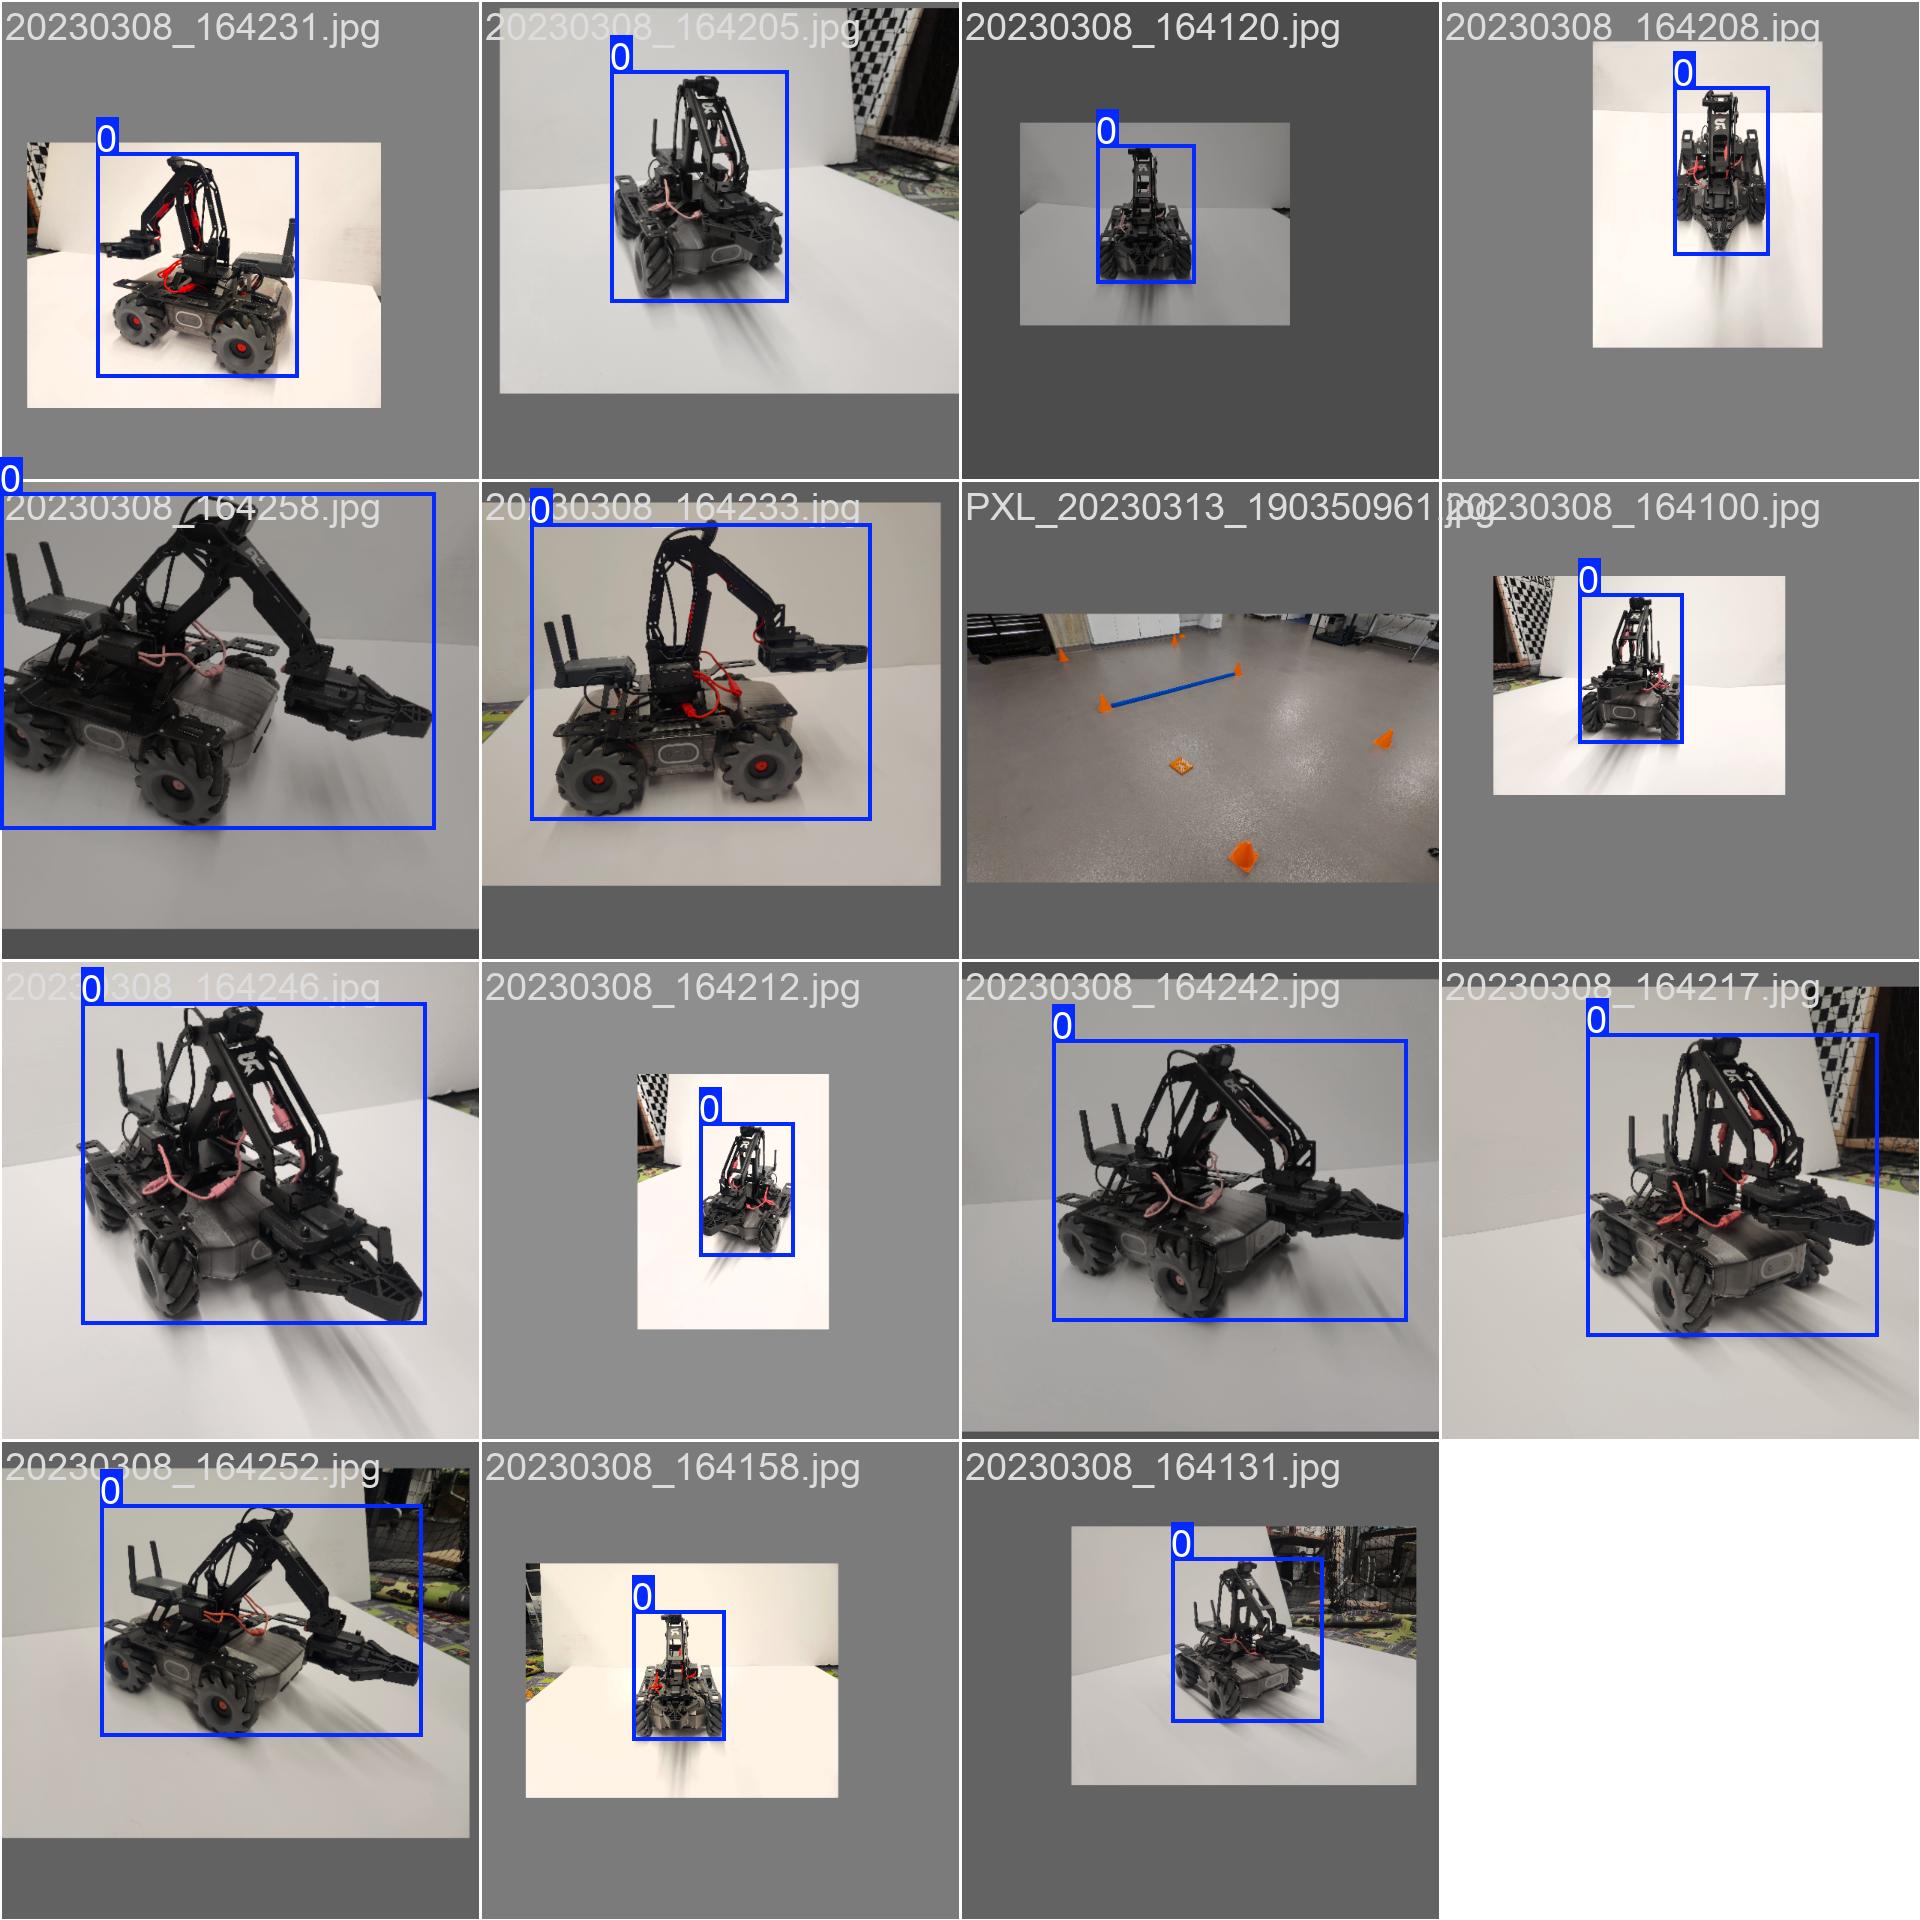 20230308_164231.jpg
20230308_164205.jpg
20230308_164120.jpg
20230308_164208.jpg
0
0
0
0
20230308_164258.jpg
20230308_164233.jpg
PXL_20230313_190350961.jpg
20230308_164100.jpg
0
0
0
20230308_164246.jpg
20230308_164212.jpg
20230308_164242.jpg
20230308_164217.jpg
0
0
0
0
20230308_164252.jpg
20230308_164158.jpg
20230308_164131.jpg
0
0
0